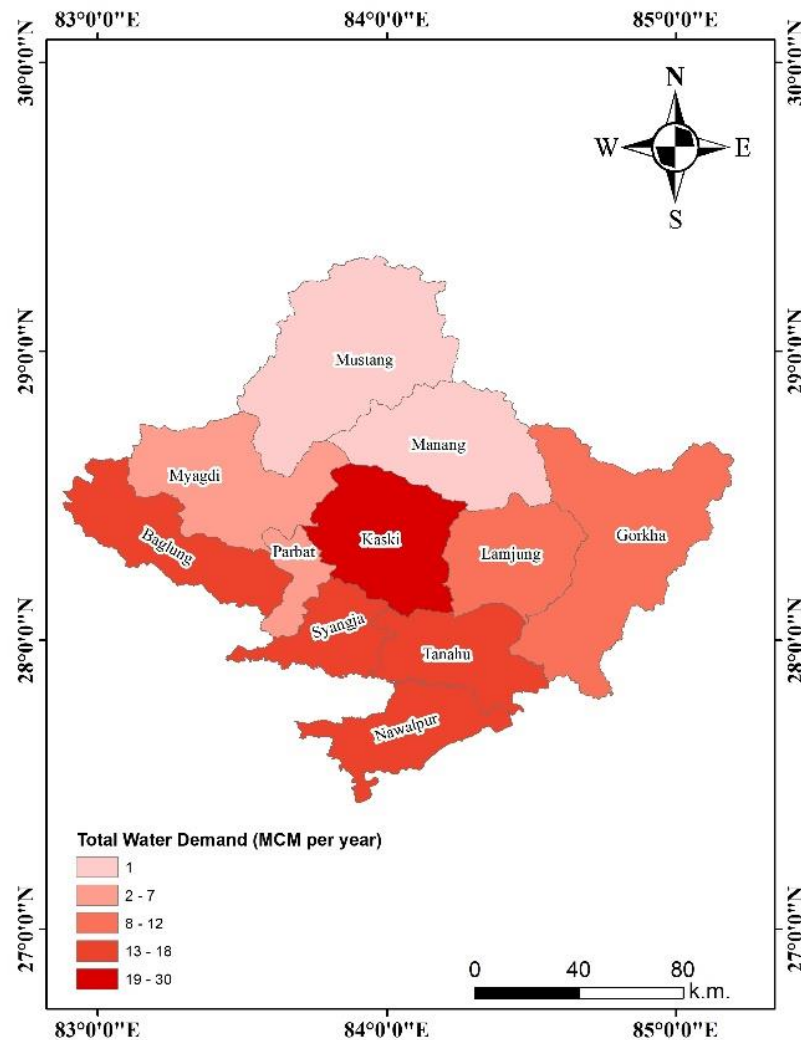 83°0'0"E 84°0'0"E 85°0'0"E
30°0'0"N 30°0'0"N
N
W E
S
29°0'0"N 29°0'0"N
Mustang
Manang
Myagdi
Baglung
Parbat
Kaski
Lamjung
Gorkha
Syangja
Tanahu
28°0'0"N 28°0'0"N
Nawalpur
Total Water Demand (MCM per year)
1
2 - 7
8 - 12
13 - 18
19 - 30
27°0'0"N 27°0'0"N
0 40 80
k.m.
83°0'0"E 84°0'0"E 85°0'0"E